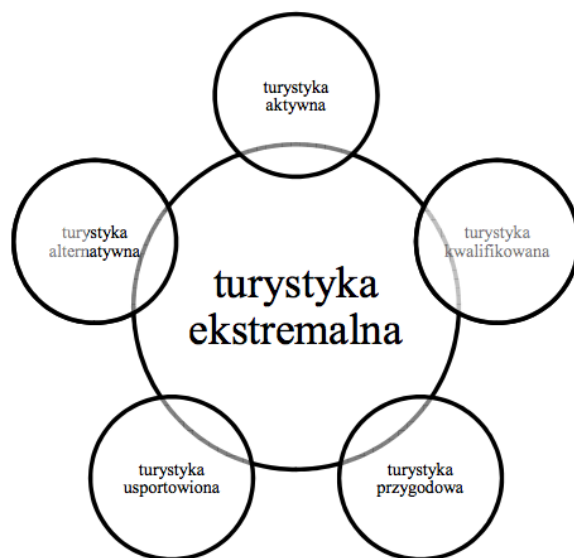 turystyka
aktywna
turystyka
alternatywna
turystyka
kwalifikowana
turystyka
ekstremalna
turystyka
usportowiona
turystyka
przygodowa